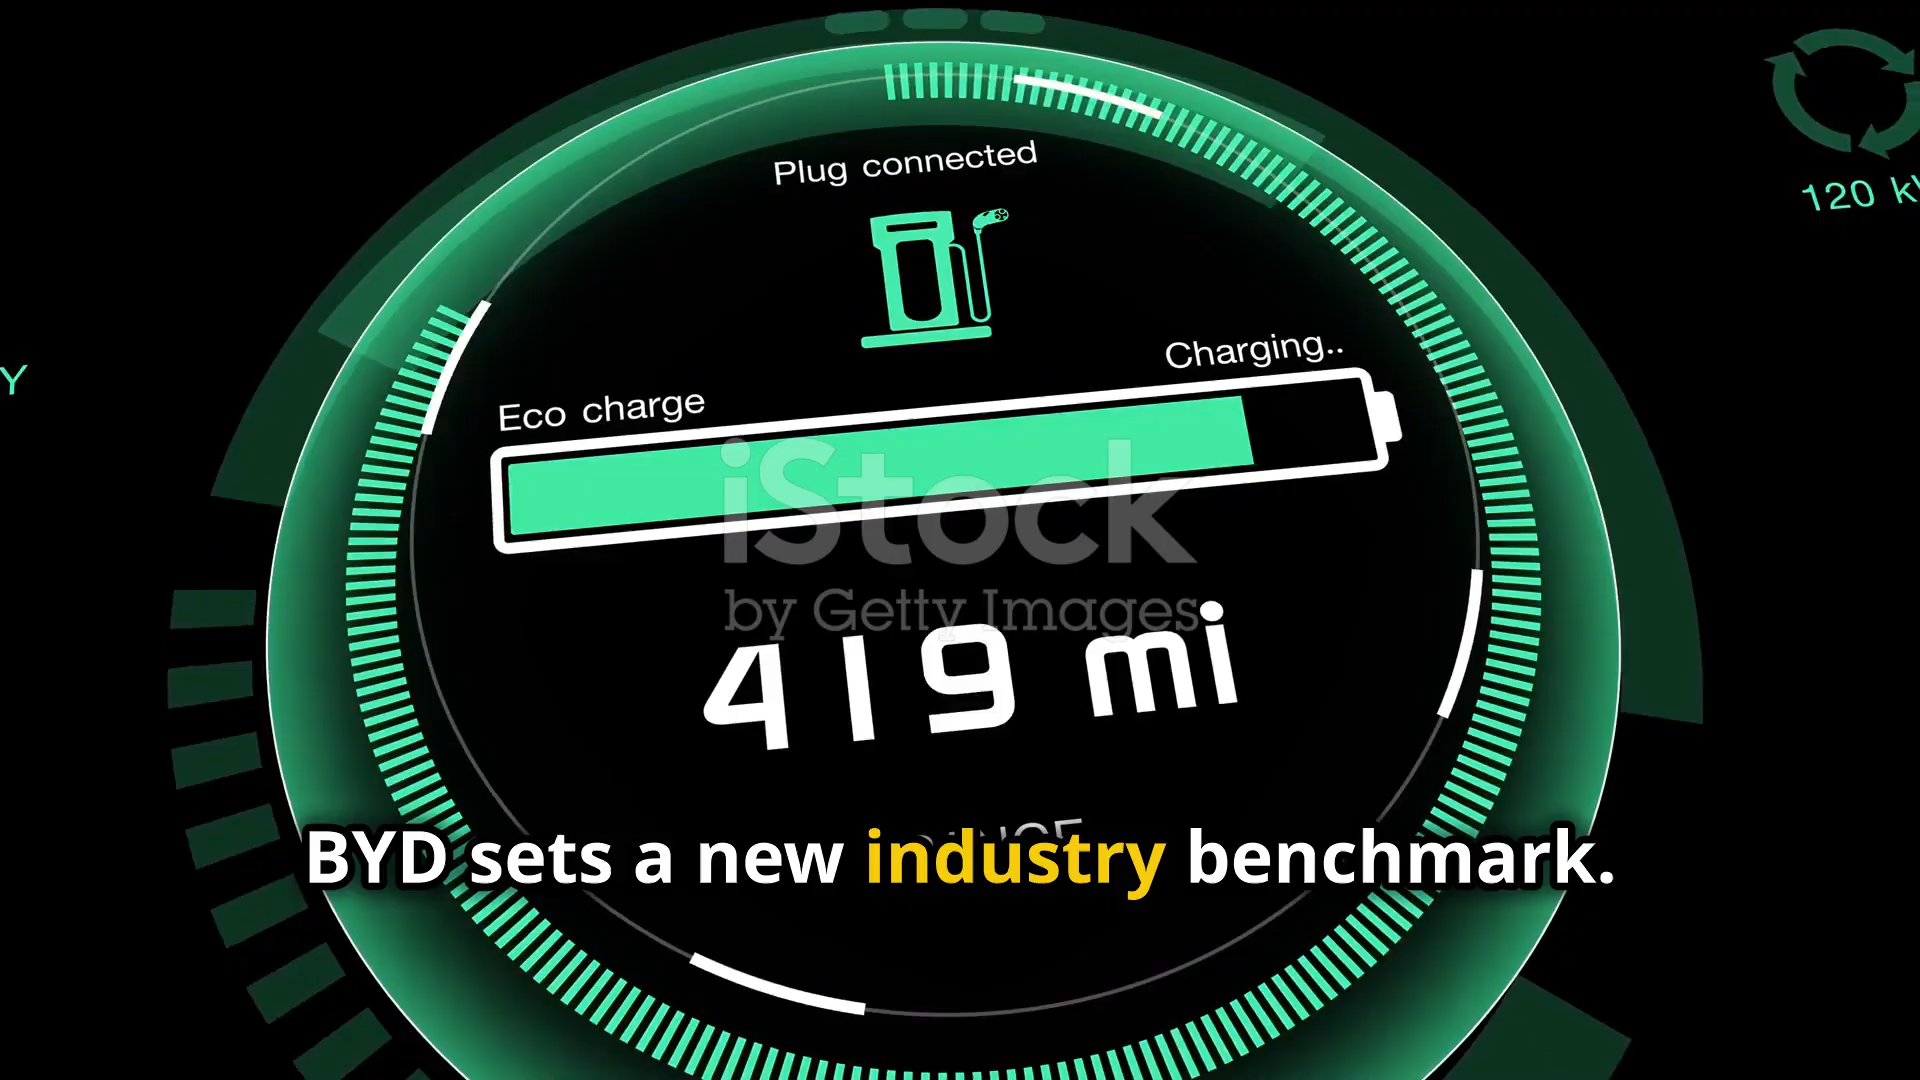 Plug connected
120
Y
Charging..
Eco charge
iStock
by Getty Images
419 mi
BYD sets a new industry benchmark.